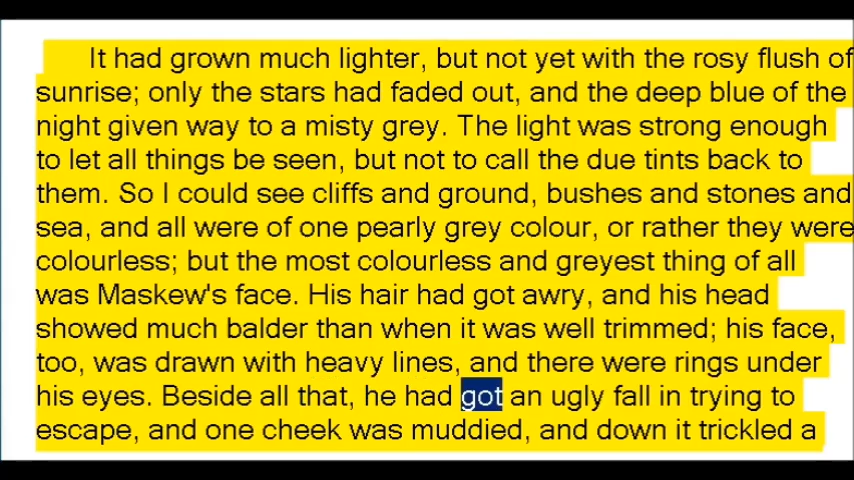 It had grown much lighter, but not yet with the rosy flush of
sunrise; only the stars had faded out, and the deep blue of the
night given way to a misty grey. The light was strong enough
to let all things be seen, but not to call the due tints back to
them. So I could see cliffs and ground, bushes and stones and
sea, and all were of one pearly grey colour, or rather they were
colourless; but the most colourless and greyest thing of all
was Maskew's face. His hair had got awry, and his head
showed much balder than when it was well trimmed; his face,
too, was drawn with heavy lines, and there were rings under
his eyes. Beside all that, he had got an ugly fall in trying to
escape, and one cheek was muddied, and down it trickled a